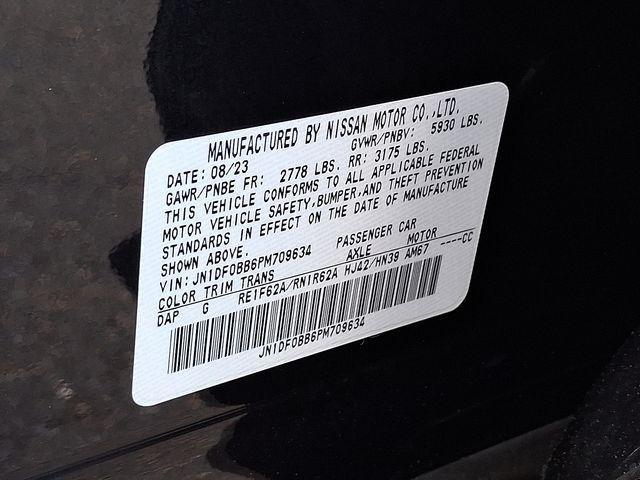 MANUFACTURED BY NISSAN MOTOR CO.,LTD.
DATE: 08/23 GVWR/PNBV: 5930 LBS.
GAWR/PNBE FR: 2778 LBS. RR: 3175 LBS.
THIS VEHICLE CONFORMS TO ALL APPLICABLE FEDERAL
MOTOR VEHICLE SAFETY,BUMPER,AND THEFT PREVENTION
STANDARDS IN EFFECT ON THE DATE OF MANUFACTURE
SHOWN ABOVE.
VIN:JN1DF0BB6PM709634 PASSENGER CAR
COLOR TRIM TRANS AXLE MOTOR
DAP G RE1F62A/RN1R62A HJ42/HN39 AM67 ----CC
JN1DF0BB6PM709634